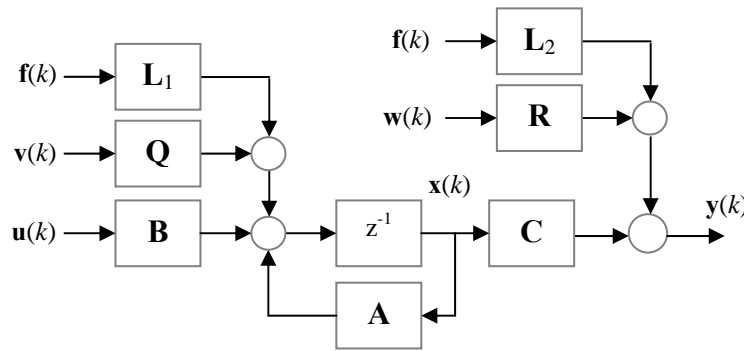 f(k) L₂
f(k) L₁
w(k) R
v(k) Q
x(k)
y(k)
u(k) B z⁻¹ C
A